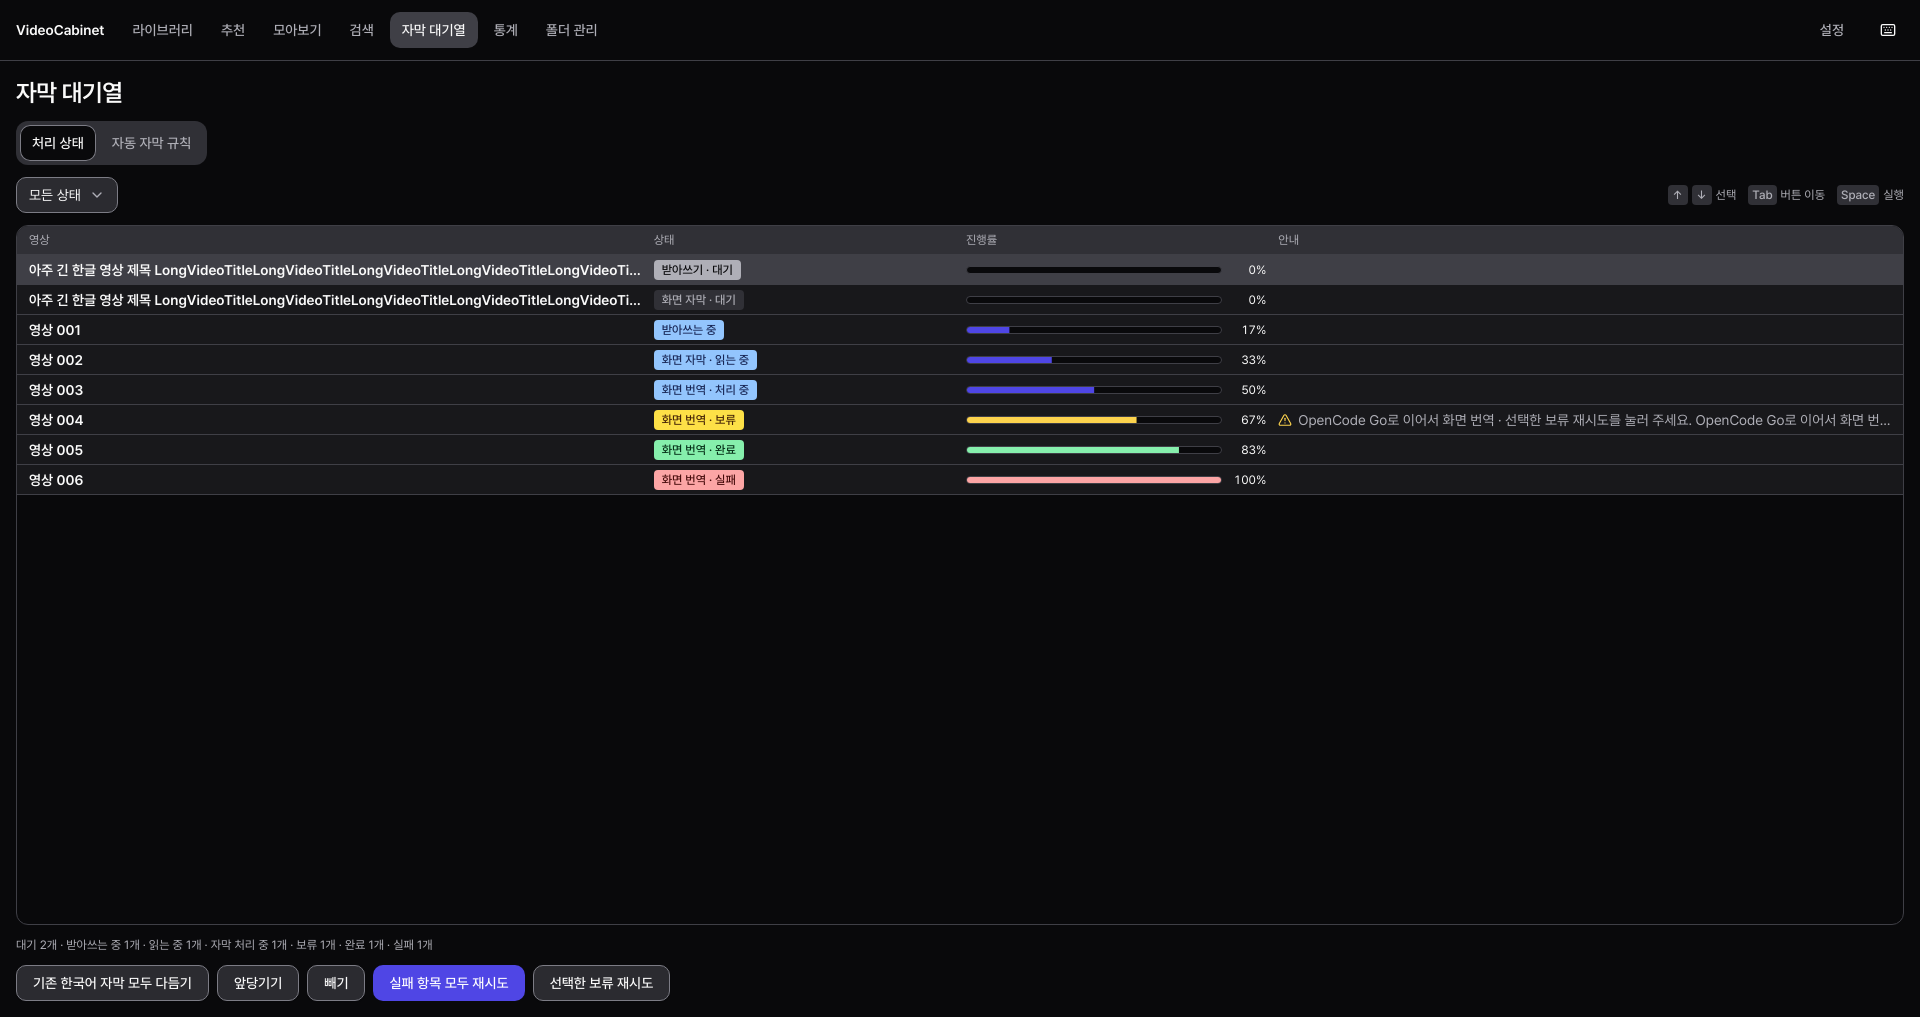 VideoCabinet 라이브러리 추천 모아보기 검색 자막 대기열 통계 폴더 관리 설정
자막 대기열
처리 상태 자동 자막 규칙
모든 상태 ↑ ↓ 선택 Tab 버튼 이동 Space 실행
영상 상태 진행률 안내
아주 긴 한글 영상 제목 LongVideoTitleLongVideoTitleLongVideoTitleLongVideoTitleLongVideoTi... 받아쓰기 · 대기 0%
아주 긴 한글 영상 제목 LongVideoTitleLongVideoTitleLongVideoTitleLongVideoTitleLongVideoTi... 화면 자막 · 대기 0%
영상 001 받아쓰는 중 17%
영상 002 화면 자막 · 읽는 중 33%
영상 003 화면 번역 · 처리 중 50%
영상 004 화면 번역 · 보류 67% OpenCode Go로 이어서 화면 번역 · 선택한 보류 재시도를 눌러 주세요. OpenCode Go로 이어서 화면 번...
영상 005 화면 번역 · 완료 83%
영상 006 화면 번역 · 실패 100%
대기 2개 · 받아쓰는 중 1개 · 읽는 중 1개 · 자막 처리 중 1개 · 보류 1개 · 완료 1개 · 실패 1개
기존 한국어 자막 모두 다듬기 앞당기기 빼기 실패 항목 모두 재시도 선택한 보류 재시도